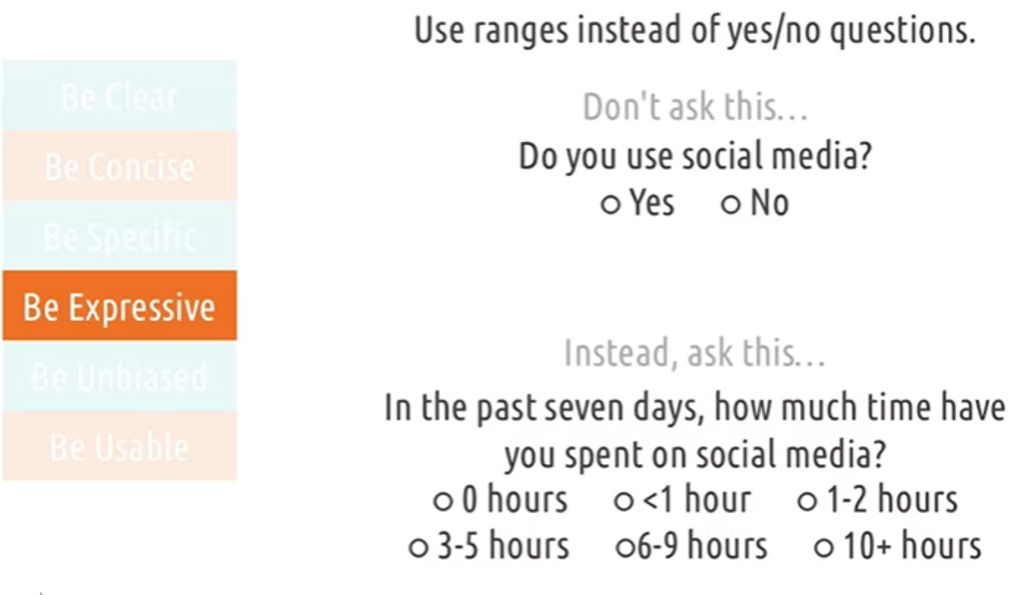 Use ranges instead of yes/no questions.
Be Clear
Be Concise
Be Specific
Be Expressive
Be Unbiased
Be Usable
Don't ask this...
Do you use social media?
Yes No
Instead, ask this...
In the past seven days, how much time have
you spent on social media?
0 hours <1 hour 1-2 hours
3-5 hours 6-9 hours 10+ hours